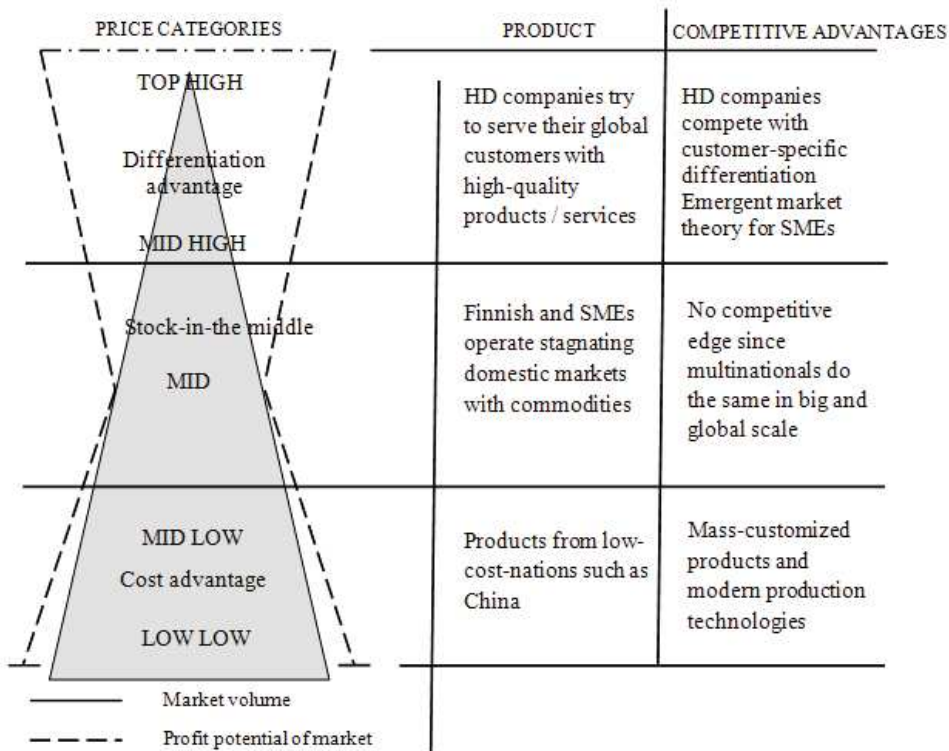 PRICE CATEGORIES
PRODUCT
COMPETITIVE ADVANTAGES
TOP HIGH
Differentiation
advantage
MID HIGH
HD companies try
to serve their global
customers with
high-quality
products / services
HD companies
compete with
customer-specific
differentiation
Emergent market
theory for SMEs
Stock-in-the middle
MID
Finnish and SMEs
operate stagnating
domestic markets
with commodities
No competitive
edge since
multinationals do
the same in big and
global scale
MID LOW
Cost advantage
LOW LOW
Products from low-
cost-nations such as
China
Mass-customized
products and
modern production
technologies
Market volume
Profit potential of market